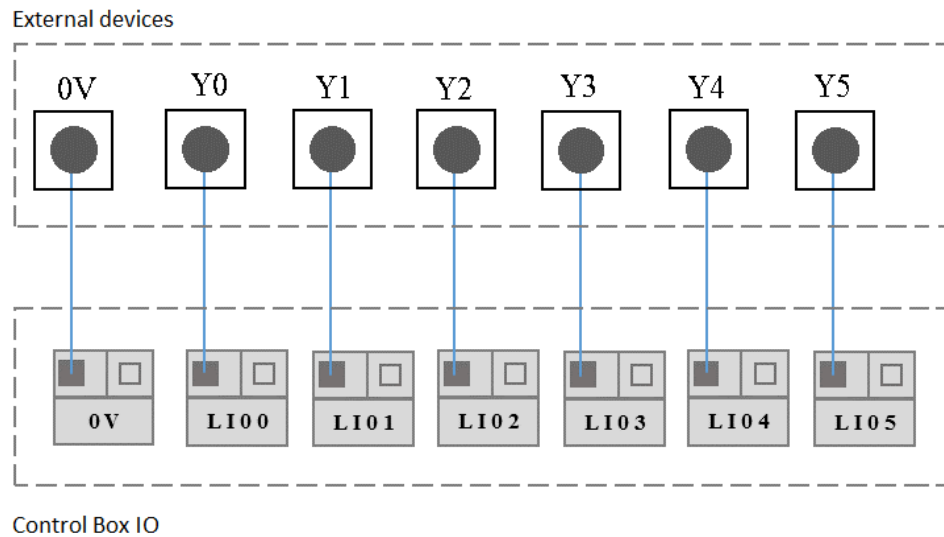 External devices
0V Y0 Y1 Y2 Y3 Y4 Y5
0V LI00 LI01 LI02 LI03 LI04 LI05
Control Box IO